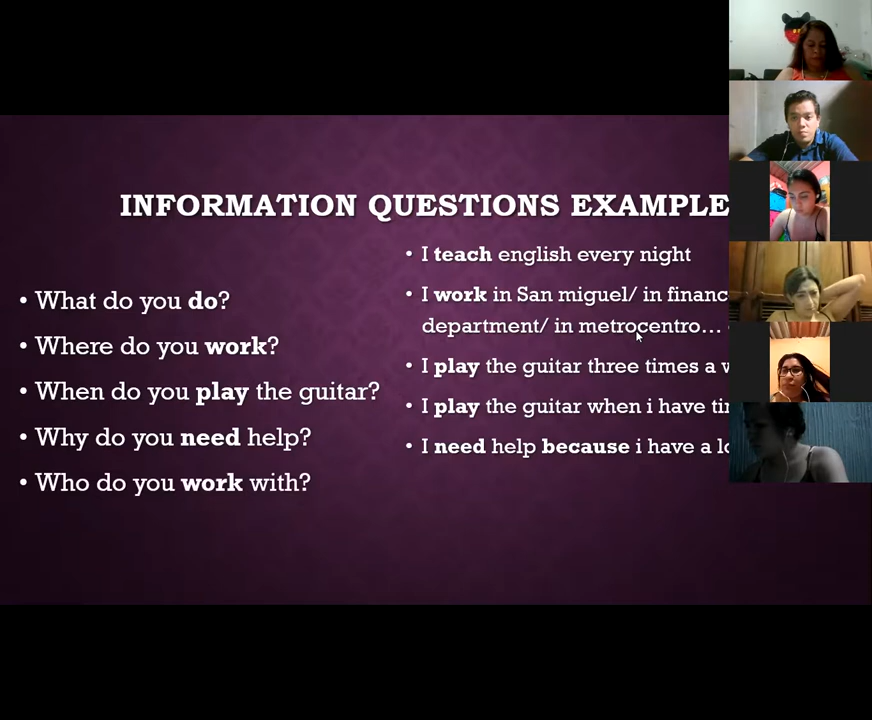 INFORMATION QUESTIONS EXAMPLE
• What do you do?
• Where do you work?
• When do you play the guitar?
• Why do you need help?
• Who do you work with?
• I teach english every night
• I work in San miguel/ in financ
department/ in metrocentro…
• I play the guitar three times a
• I play the guitar when i have
• I need help because i have a